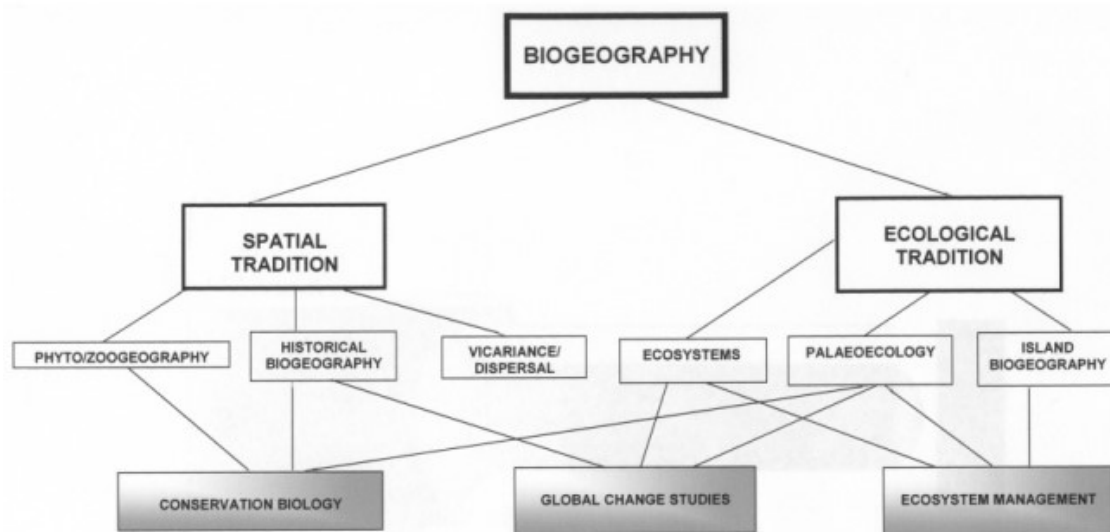 BIOGEOGRAPHY
SPATIAL
TRADITION
ECOLOGICAL
TRADITION
PHYTO/ZOOGEOGRAPHY
HISTORICAL
BIOGEOGRAPHY
VICARIANCE/
DISPERSAL
ECOSYSTEMS
PALAEOECOLOGY
ISLAND
BIOGEOGRAPHY
CONSERVATION BIOLOGY
GLOBAL CHANGE STUDIES
ECOSYSTEM MANAGEMENT